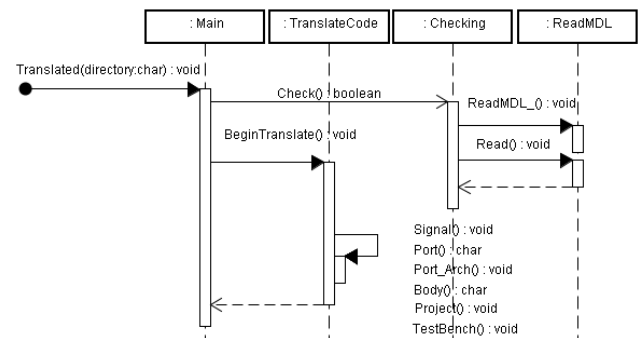 : Main
: TranslateCode
: Checking
: ReadMDL
Translated(directory:char) : void
Check() : boolean
ReadMDL_() : void
BeginTranslate() : void
Read() : void
Signal() : void
Port() : char
Port_Arch() : void
Body() : char
Project() : void
TestBench() : void